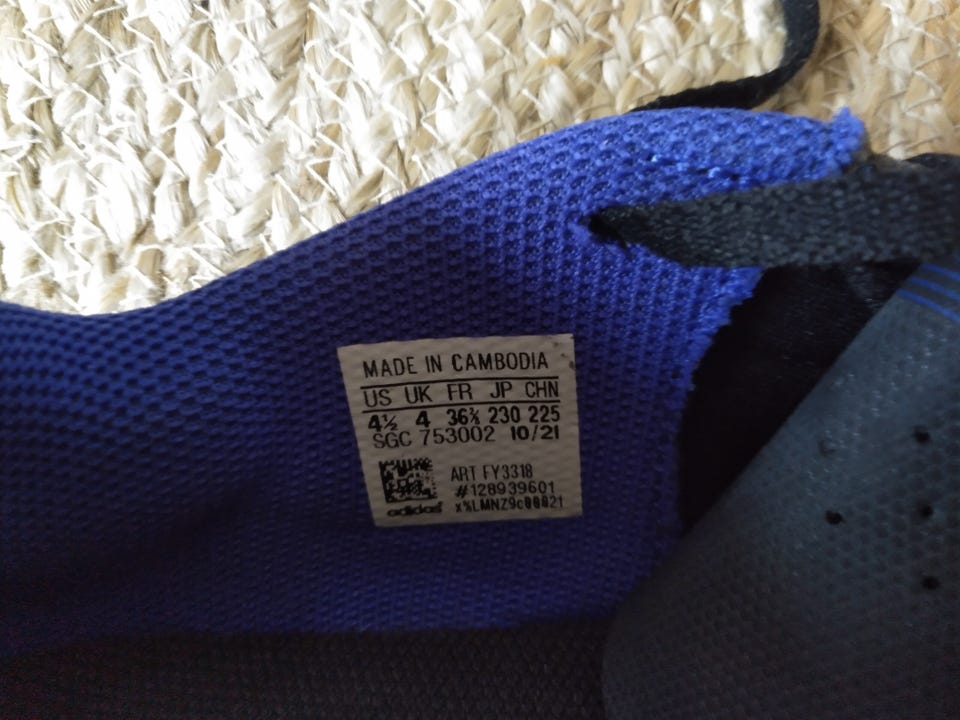 MADE IN CAMBODIA
US UK FR JP CHN
4½ 4 36⅔ 230 225
SGC 753002 10/21
ART FY3318
#128939601
adidas